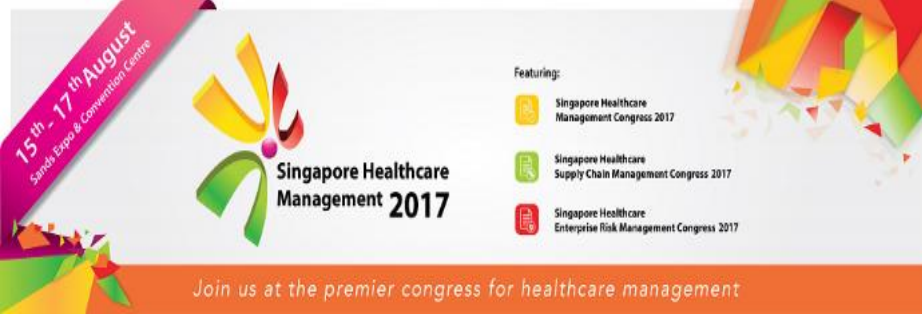 15th - 17th August
Sands Expo & Convention Centre
Singapore Healthcare
Management 2017
Featuring:
Singapore Healthcare
Management Congress 2017
Singapore Healthcare
Supply Chain Management Congress 2017
Singapore Healthcare
Enterprise Risk Management Congress 2017
Join us at the premier congress for healthcare management